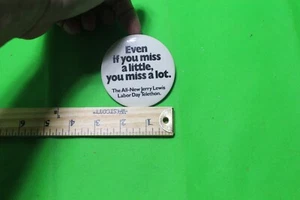 Even
if you miss
a little,
you miss a lot.
The All-New Jerry Lewis
Labor Day Telethon.